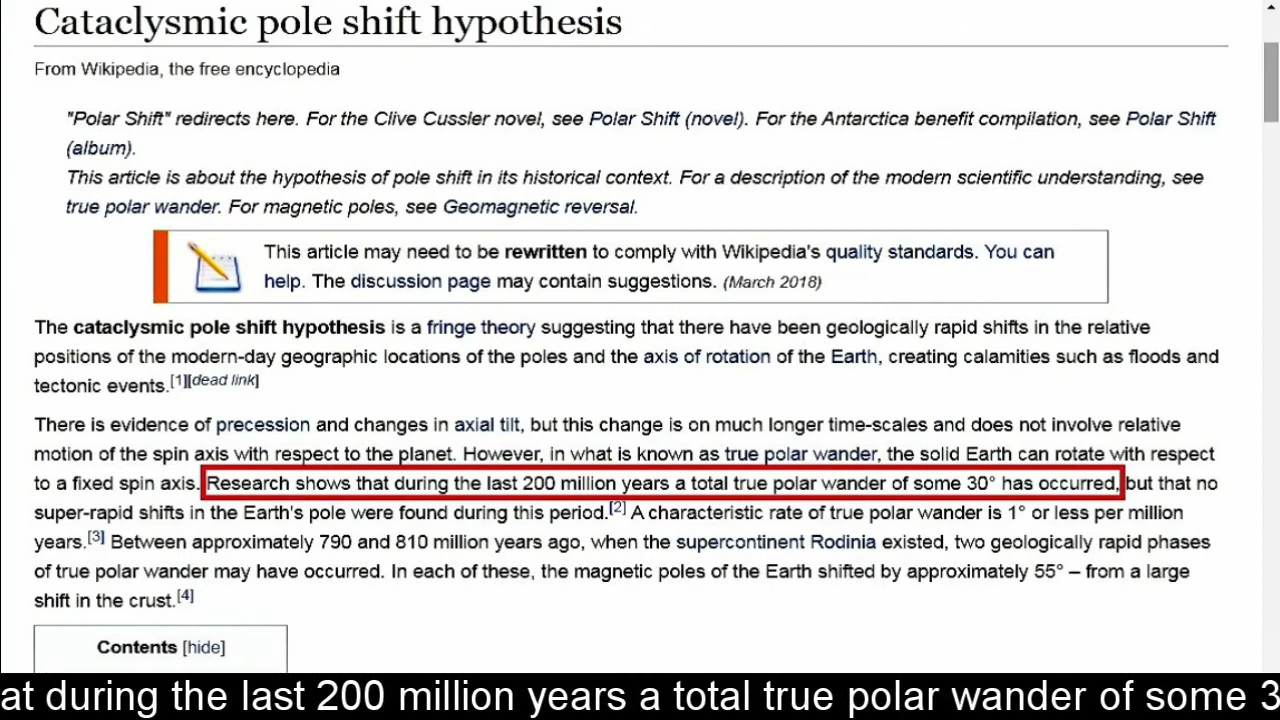 Cataclysmic pole shift hypothesis
From Wikipedia, the free encyclopedia
"Polar Shift" redirects here. For the Clive Cussler novel, see Polar Shift (novel). For the Antarctica benefit compilation, see Polar Shift
(album).
This article is about the hypothesis of pole shift in its historical context. For a description of the modern scientific understanding, see
true polar wander. For magnetic poles, see Geomagnetic reversal.
This article may need to be rewritten to comply with Wikipedia's quality standards. You can
help. The discussion page may contain suggestions. (March 2018)
The cataclysmic pole shift hypothesis is a fringe theory suggesting that there have been geologically rapid shifts in the relative
positions of the modern-day geographic locations of the poles and the axis of rotation of the Earth, creating calamities such as floods and
tectonic events.[1][dead link]
There is evidence of precession and changes in axial tilt, but this change is on much longer time-scales and does not involve relative
motion of the spin axis with respect to the planet. However, in what is known as true polar wander, the solid Earth can rotate with respect
to a fixed spin axis. Research shows that during the last 200 million years a total true polar wander of some 30° has occurred, but that no
super-rapid shifts in the Earth's pole were found during this period.[2] A characteristic rate of true polar wander is 1° or less per million
years.[3] Between approximately 790 and 810 million years ago, when the supercontinent Rodinia existed, two geologically rapid phases
of true polar wander may have occurred. In each of these, the magnetic poles of the Earth shifted by approximately 55° – from a large
shift in the crust.[4]
Contents [hide]
at during the last 200 million years a total true polar wander of some 3